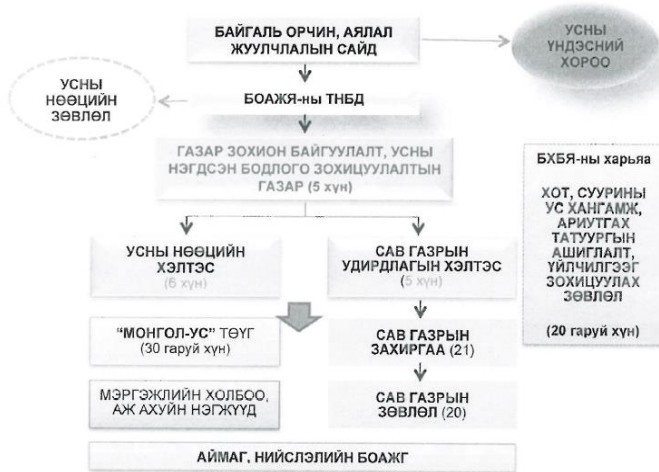 БАЙГАЛЬ ОРЧИН, АЯЛАЛ
ЖУУЛЧЛАЛЫН САЙД
УСНЫ
ҮНДЭСНИЙ
ХОРОО
УСНЫ
НӨӨЦИЙН
ЗӨВЛӨЛ
БОАЖЯ-ны ТНБД
ГАЗАР ЗОХИОН БАЙГУУЛАЛТ, УСНЫ
НЭГДСЭН БОДЛОГО ЗОХИЦУУЛАЛТЫН
ГАЗАР (5 хүн)
УСНЫ НӨӨЦИЙН
ХЭЛТЭС
(6 хүн)
САВ ГАЗРЫН
УДИРДЛАГЫН ХЭЛТЭС
(5 хүн)
"МОНГОЛ-УС" ТӨҮГ
(30 гаруй хүн)
САВ ГАЗРЫН
ЗАХИРГАА (21)
МЭРГЭЖЛИЙН ХОЛБОО,
АЖ АХУЙН НЭГЖҮҮД
САВ ГАЗРЫН
ЗӨВЛӨЛ (20)
АЙМАГ, НИЙСЛЭЛИЙН БОАЖГ
БХБЯ-ны харьяа
ХОТ, СУУРИНЫ
УС ХАНГАМЖ,
АРИУТГАХ
ТАТУУРГЫН
АШИГЛАЛТ,
ҮЙЛЧИЛГЭЭГ
ЗОХИЦУУЛАХ
ЗӨВЛӨЛ
(20 гаруй хүн)